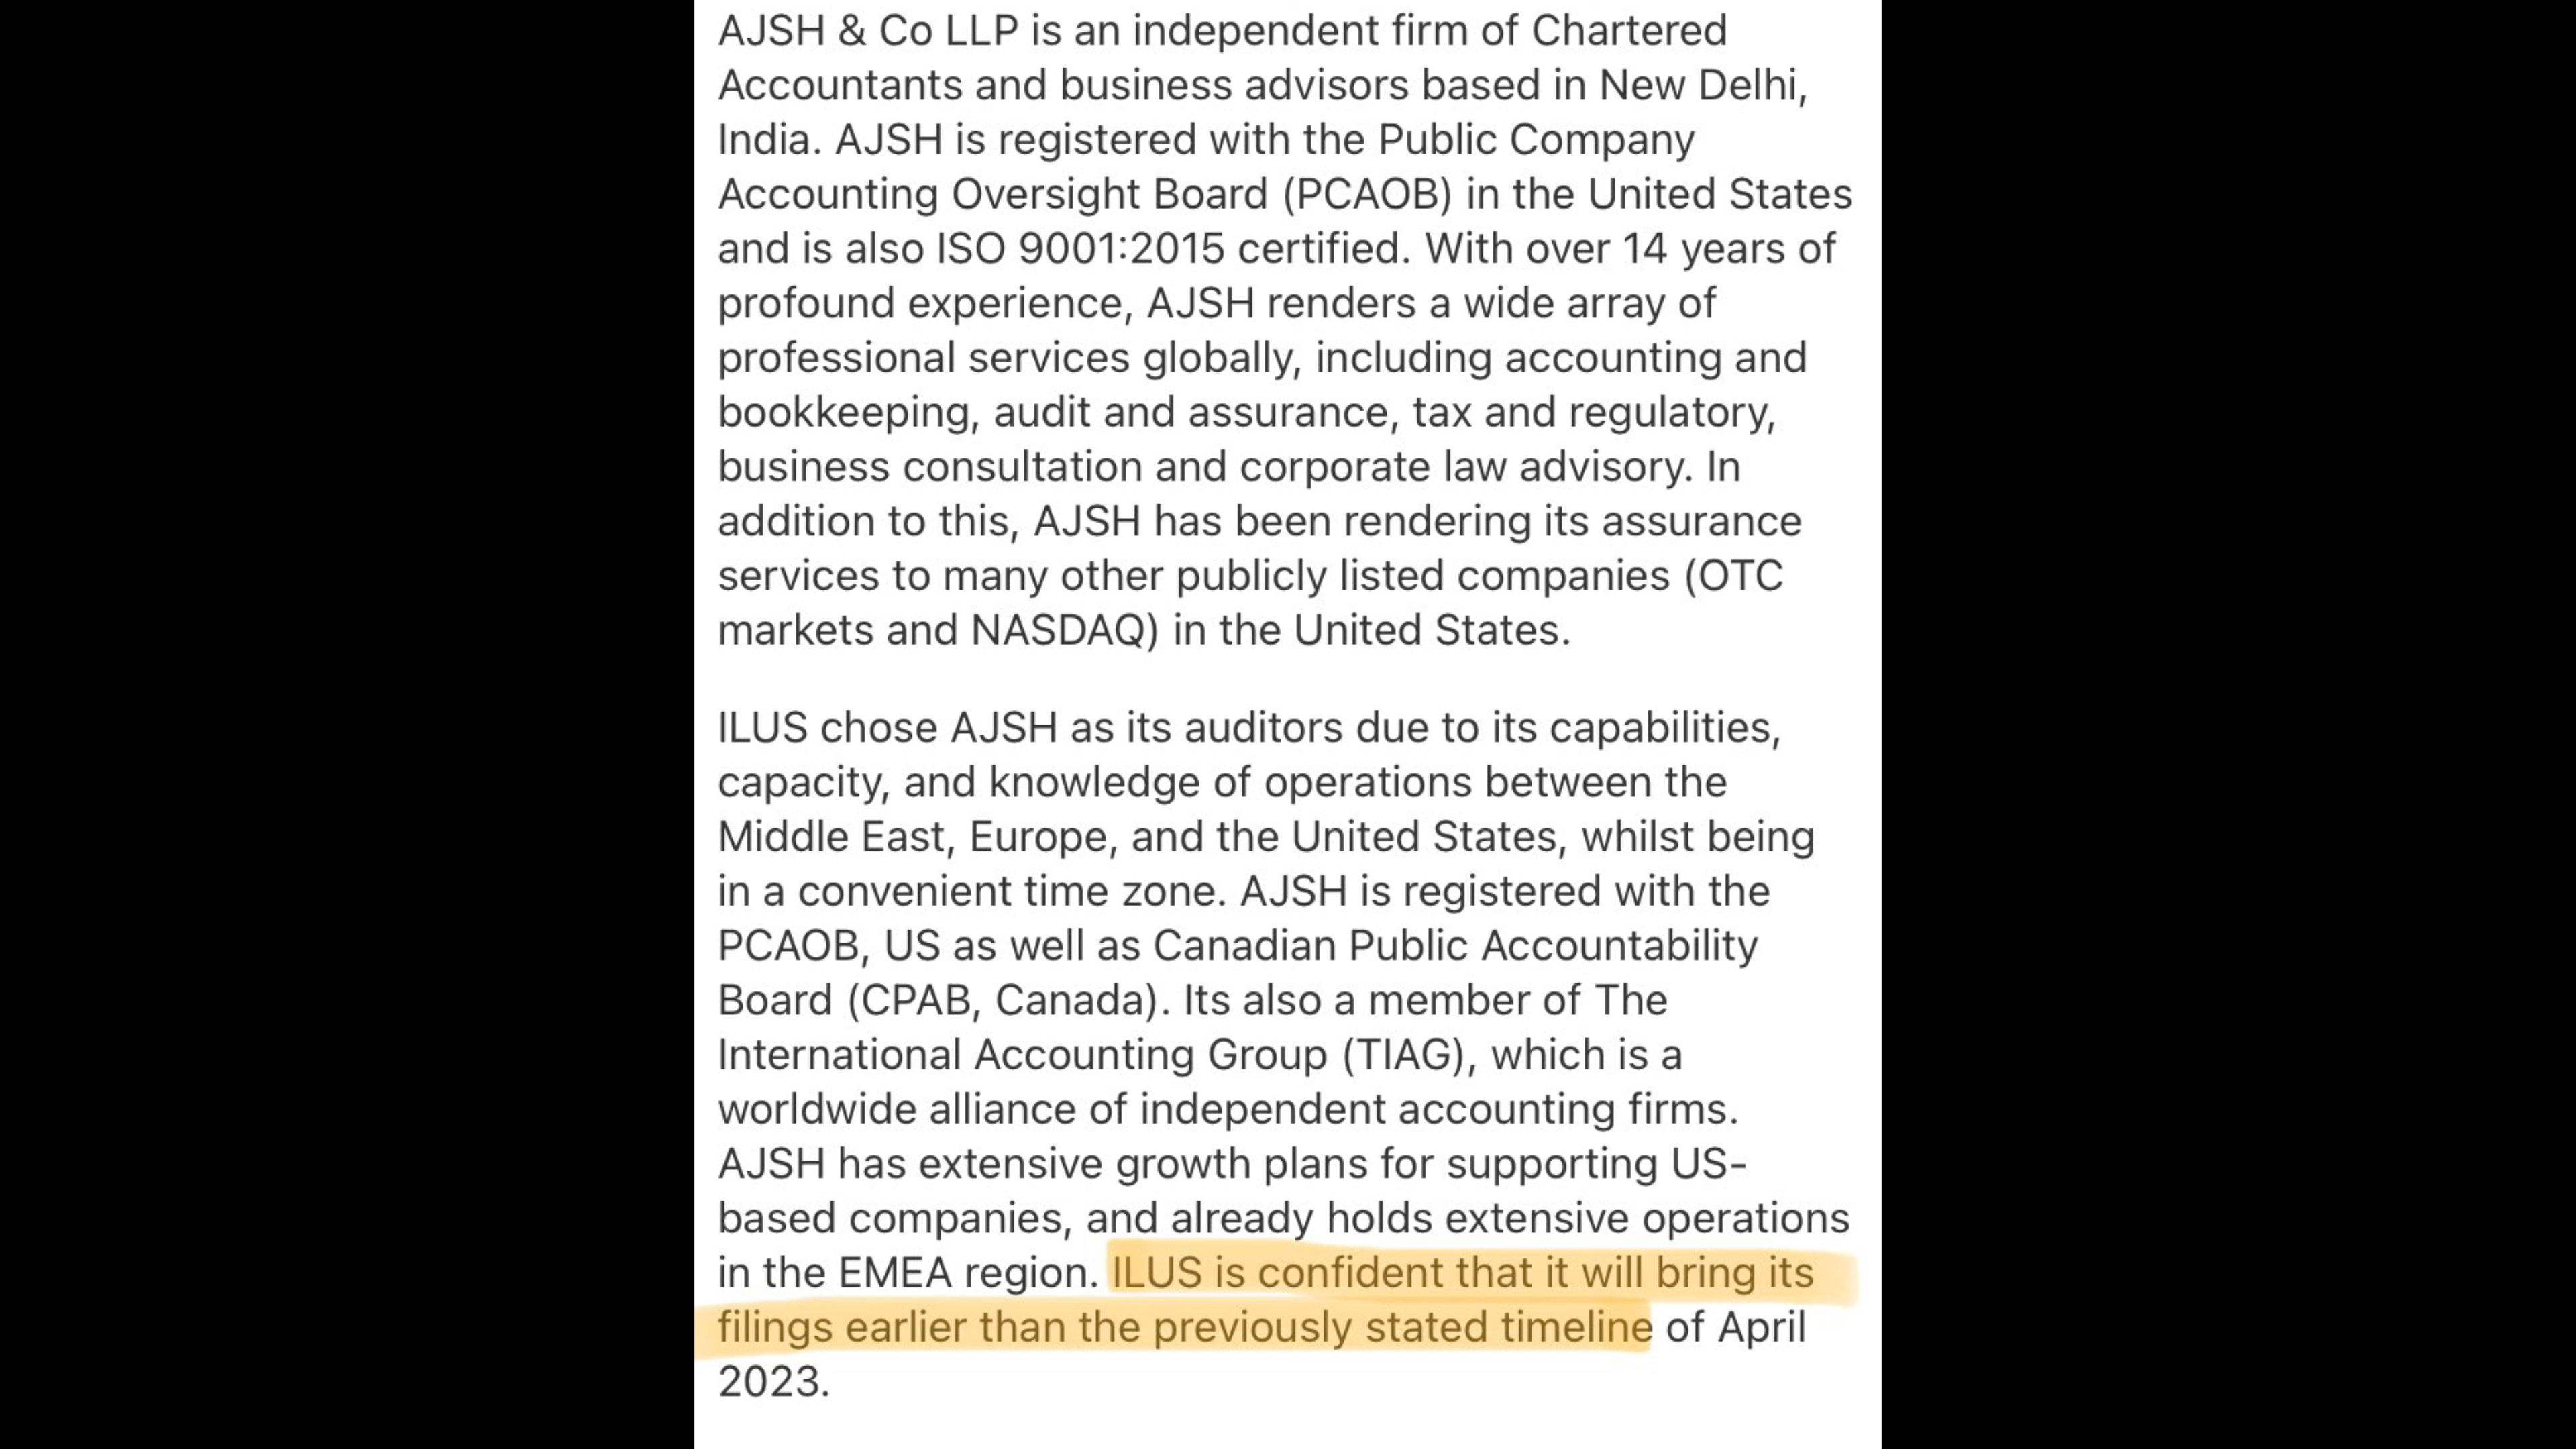 AJSH & Co LLP is an independent firm of Chartered
Accountants and business advisors based in New Delhi,
India. AJSH is registered with the Public Company
Accounting Oversight Board (PCAOB) in the United States
and is also ISO 9001:2015 certified. With over 14 years of
profound experience, AJSH renders a wide array of
professional services globally, including accounting and
bookkeeping, audit and assurance, tax and regulatory,
business consultation and corporate law advisory. In
addition to this, AJSH has been rendering its assurance
services to many other publicly listed companies (OTC
markets and NASDAQ) in the United States.
ILUS chose AJSH as its auditors due to its capabilities,
capacity, and knowledge of operations between the
Middle East, Europe, and the United States, whilst being
in a convenient time zone. AJSH is registered with the
PCAOB, US as well as Canadian Public Accountability
Board (CPAB, Canada). Its also a member of The
International Accounting Group (TIAG), which is a
worldwide alliance of independent accounting firms.
AJSH has extensive growth plans for supporting US-
based companies, and already holds extensive operations
in the EMEA region. ILUS is confident that it will bring its
filings earlier than the previously stated timeline of April
2023.